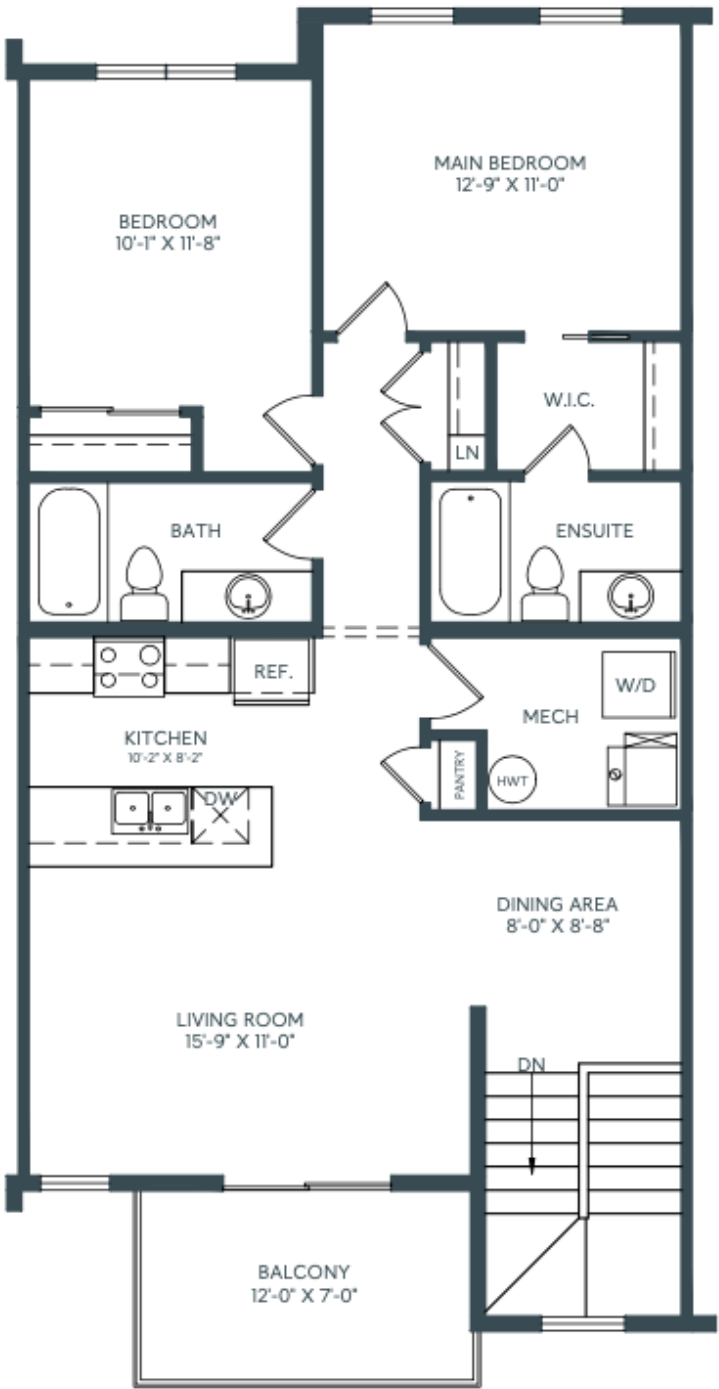 MAIN BEDROOM
12'-9" X 11'-0"
BEDROOM
10'-1" X 11'-8"
W.I.C.
LN
BATH
ENSUITE
REF.
W/D
MECH
KITCHEN
10'-2" X 8'-2"
PANTRY
HWT
DW
DINING AREA
8'-0" X 8'-8"
LIVING ROOM
15'-9" X 11'-0"
DN
BALCONY
12'-0" X 7'-0"